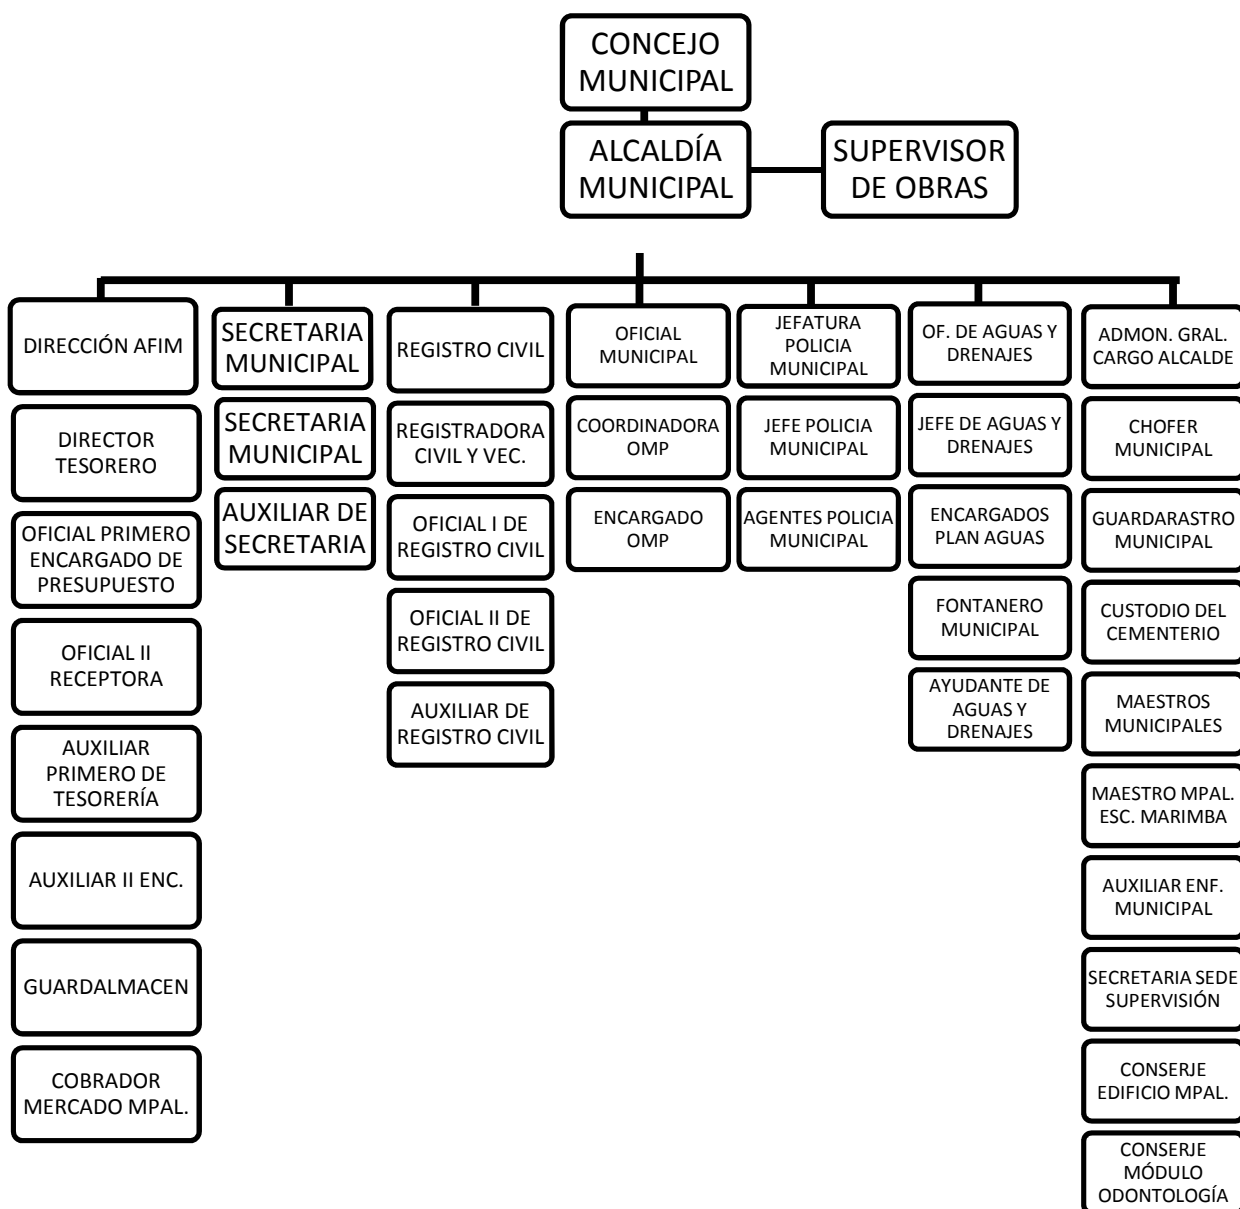 CONCEJO
MUNICIPAL
ALCALDÍA
MUNICIPAL
SUPERVISOR
DE OBRAS
DIRECCIÓN AFIM
DIRECTOR
TESORERO
OFICIAL PRIMERO
ENCARGADO DE
PRESUPUESTO
OFICIAL II
RECEPTORA
AUXILIAR
PRIMERO DE
TESORERÍA
AUXILIAR II ENC.
GUARDALMACEN
COBRADOR
MERCADO MPAL.
SECRETARIA
MUNICIPAL
SECRETARIA
MUNICIPAL
AUXILIAR DE
SECRETARIA
REGISTRO CIVIL
REGISTRADORA
CIVIL Y VEC.
OFICIAL I DE
REGISTRO CIVIL
OFICIAL II DE
REGISTRO CIVIL
AUXILIAR DE
REGISTRO CIVIL
OFICIAL
MUNICIPAL
COORDINADORA
OMP
ENCARGADO
OMP
JEFATURA
POLICIA
MUNICIPAL
JEFE POLICIA
MUNICIPAL
AGENTES POLICIA
MUNICIPAL
OF. DE AGUAS Y
DRENAJES
JEFE DE AGUAS Y
DRENAJES
ENCARGADOS
PLAN AGUAS
FONTANERO
MUNICIPAL
AYUDANTE DE
AGUAS Y
DRENAJES
ADMON. GRAL.
CARGO ALCALDE
CHOFER
MUNICIPAL
GUARDARASTRO
MUNICIPAL
CUSTODIO DEL
CEMENTERIO
MAESTROS
MUNICIPALES
MAESTRO MPAL.
ESC. MARIMBA
AUXILIAR ENF.
MUNICIPAL
SECRETARIA SEDE
SUPERVISIÓN
CONSERJE
EDIFICIO MPAL.
CONSERJE
MÓDULO
ODONTOLOGÍA